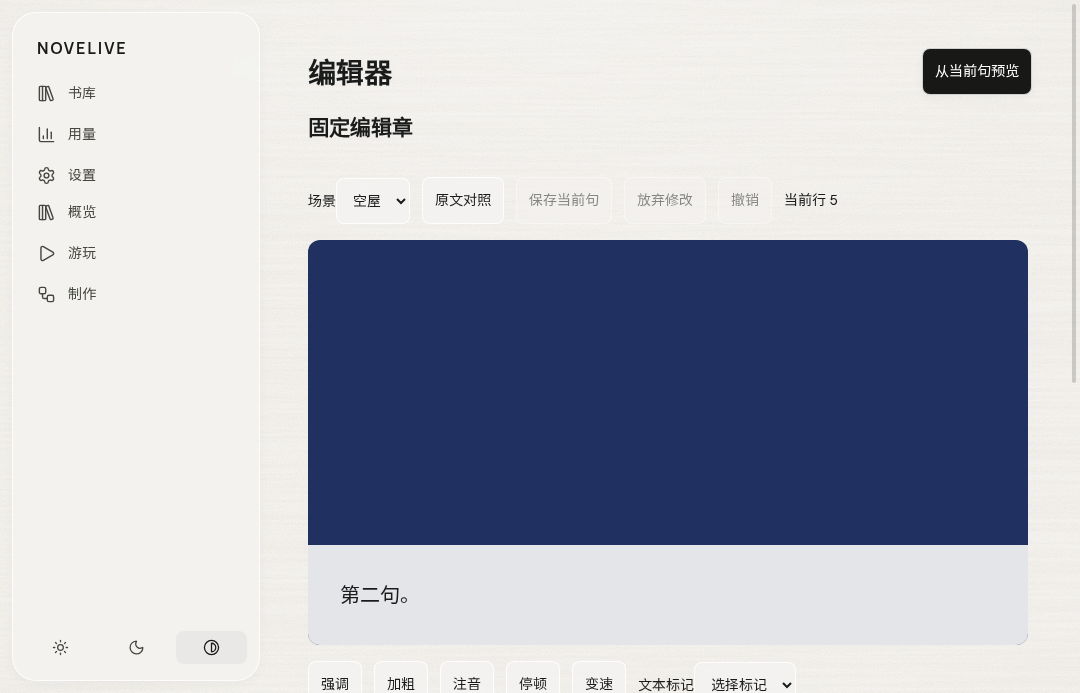 NOVELIVE
书库
用量
设置
概览
游玩
制作
编辑器
从当前句预览
固定编辑章
场景 空屋 原文对照 保存当前句 放弃修改 撤销 当前行 5
第二句。
强调 加粗 注音 停顿 变速 文本标记 选择标记